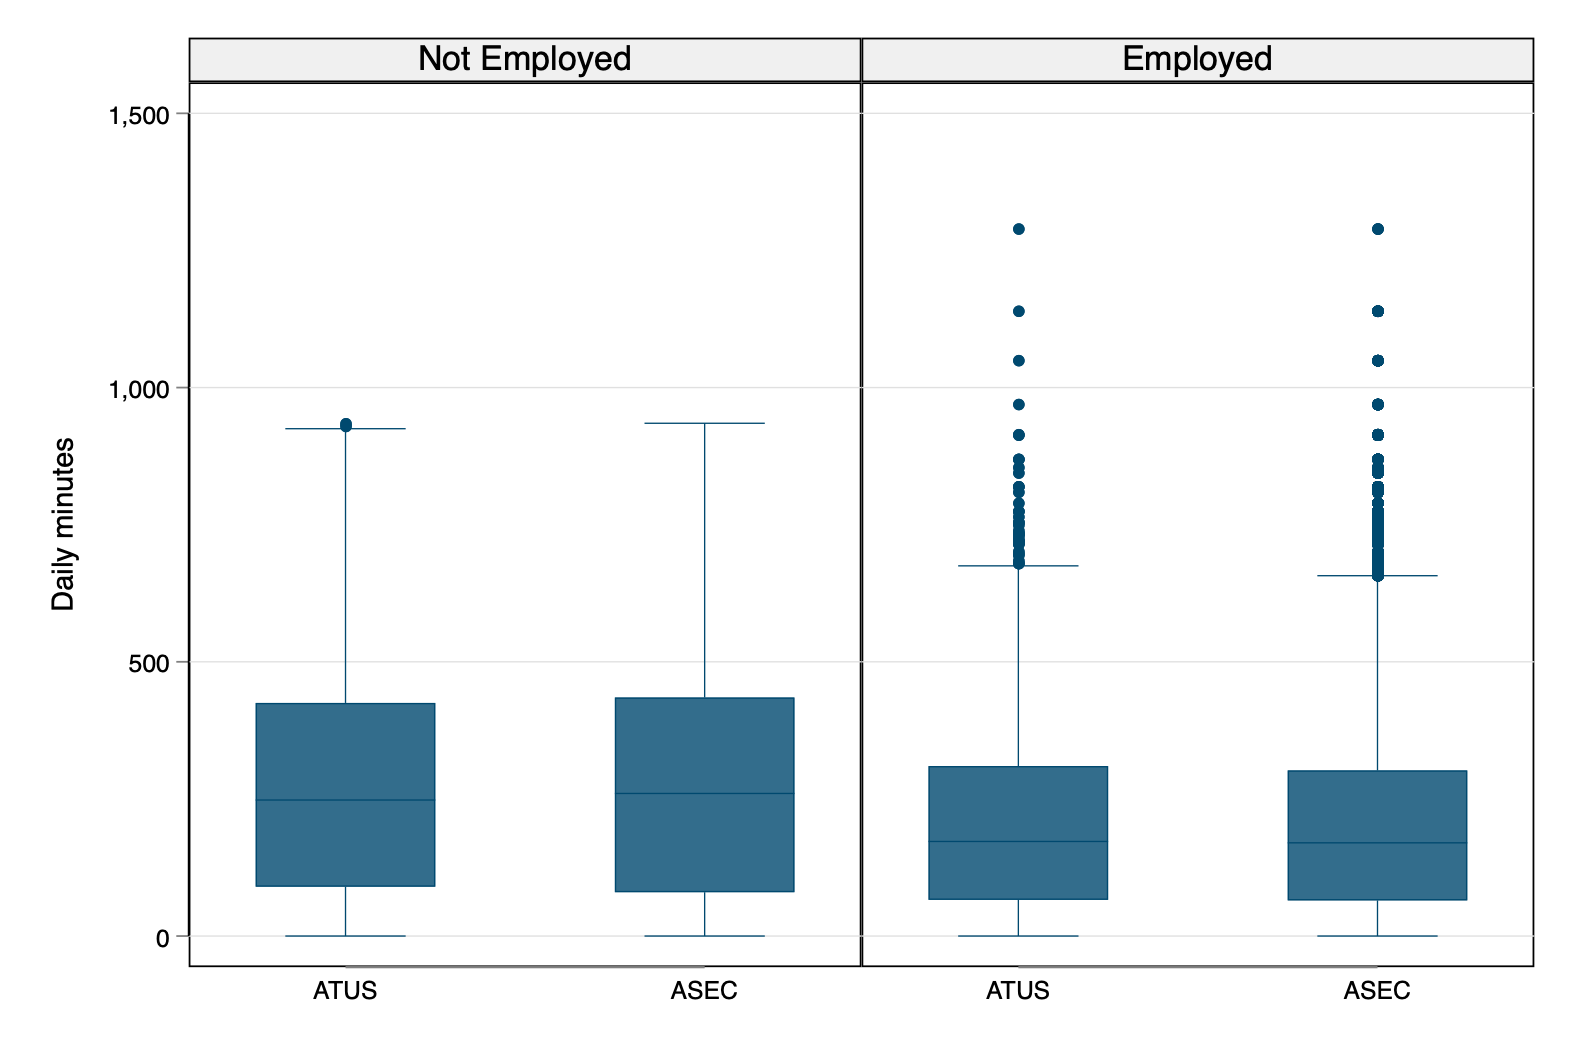 Not Employed
Employed
Daily minutes
1,500
1,000
500
0
ATUS
ASEC
ATUS
ASEC